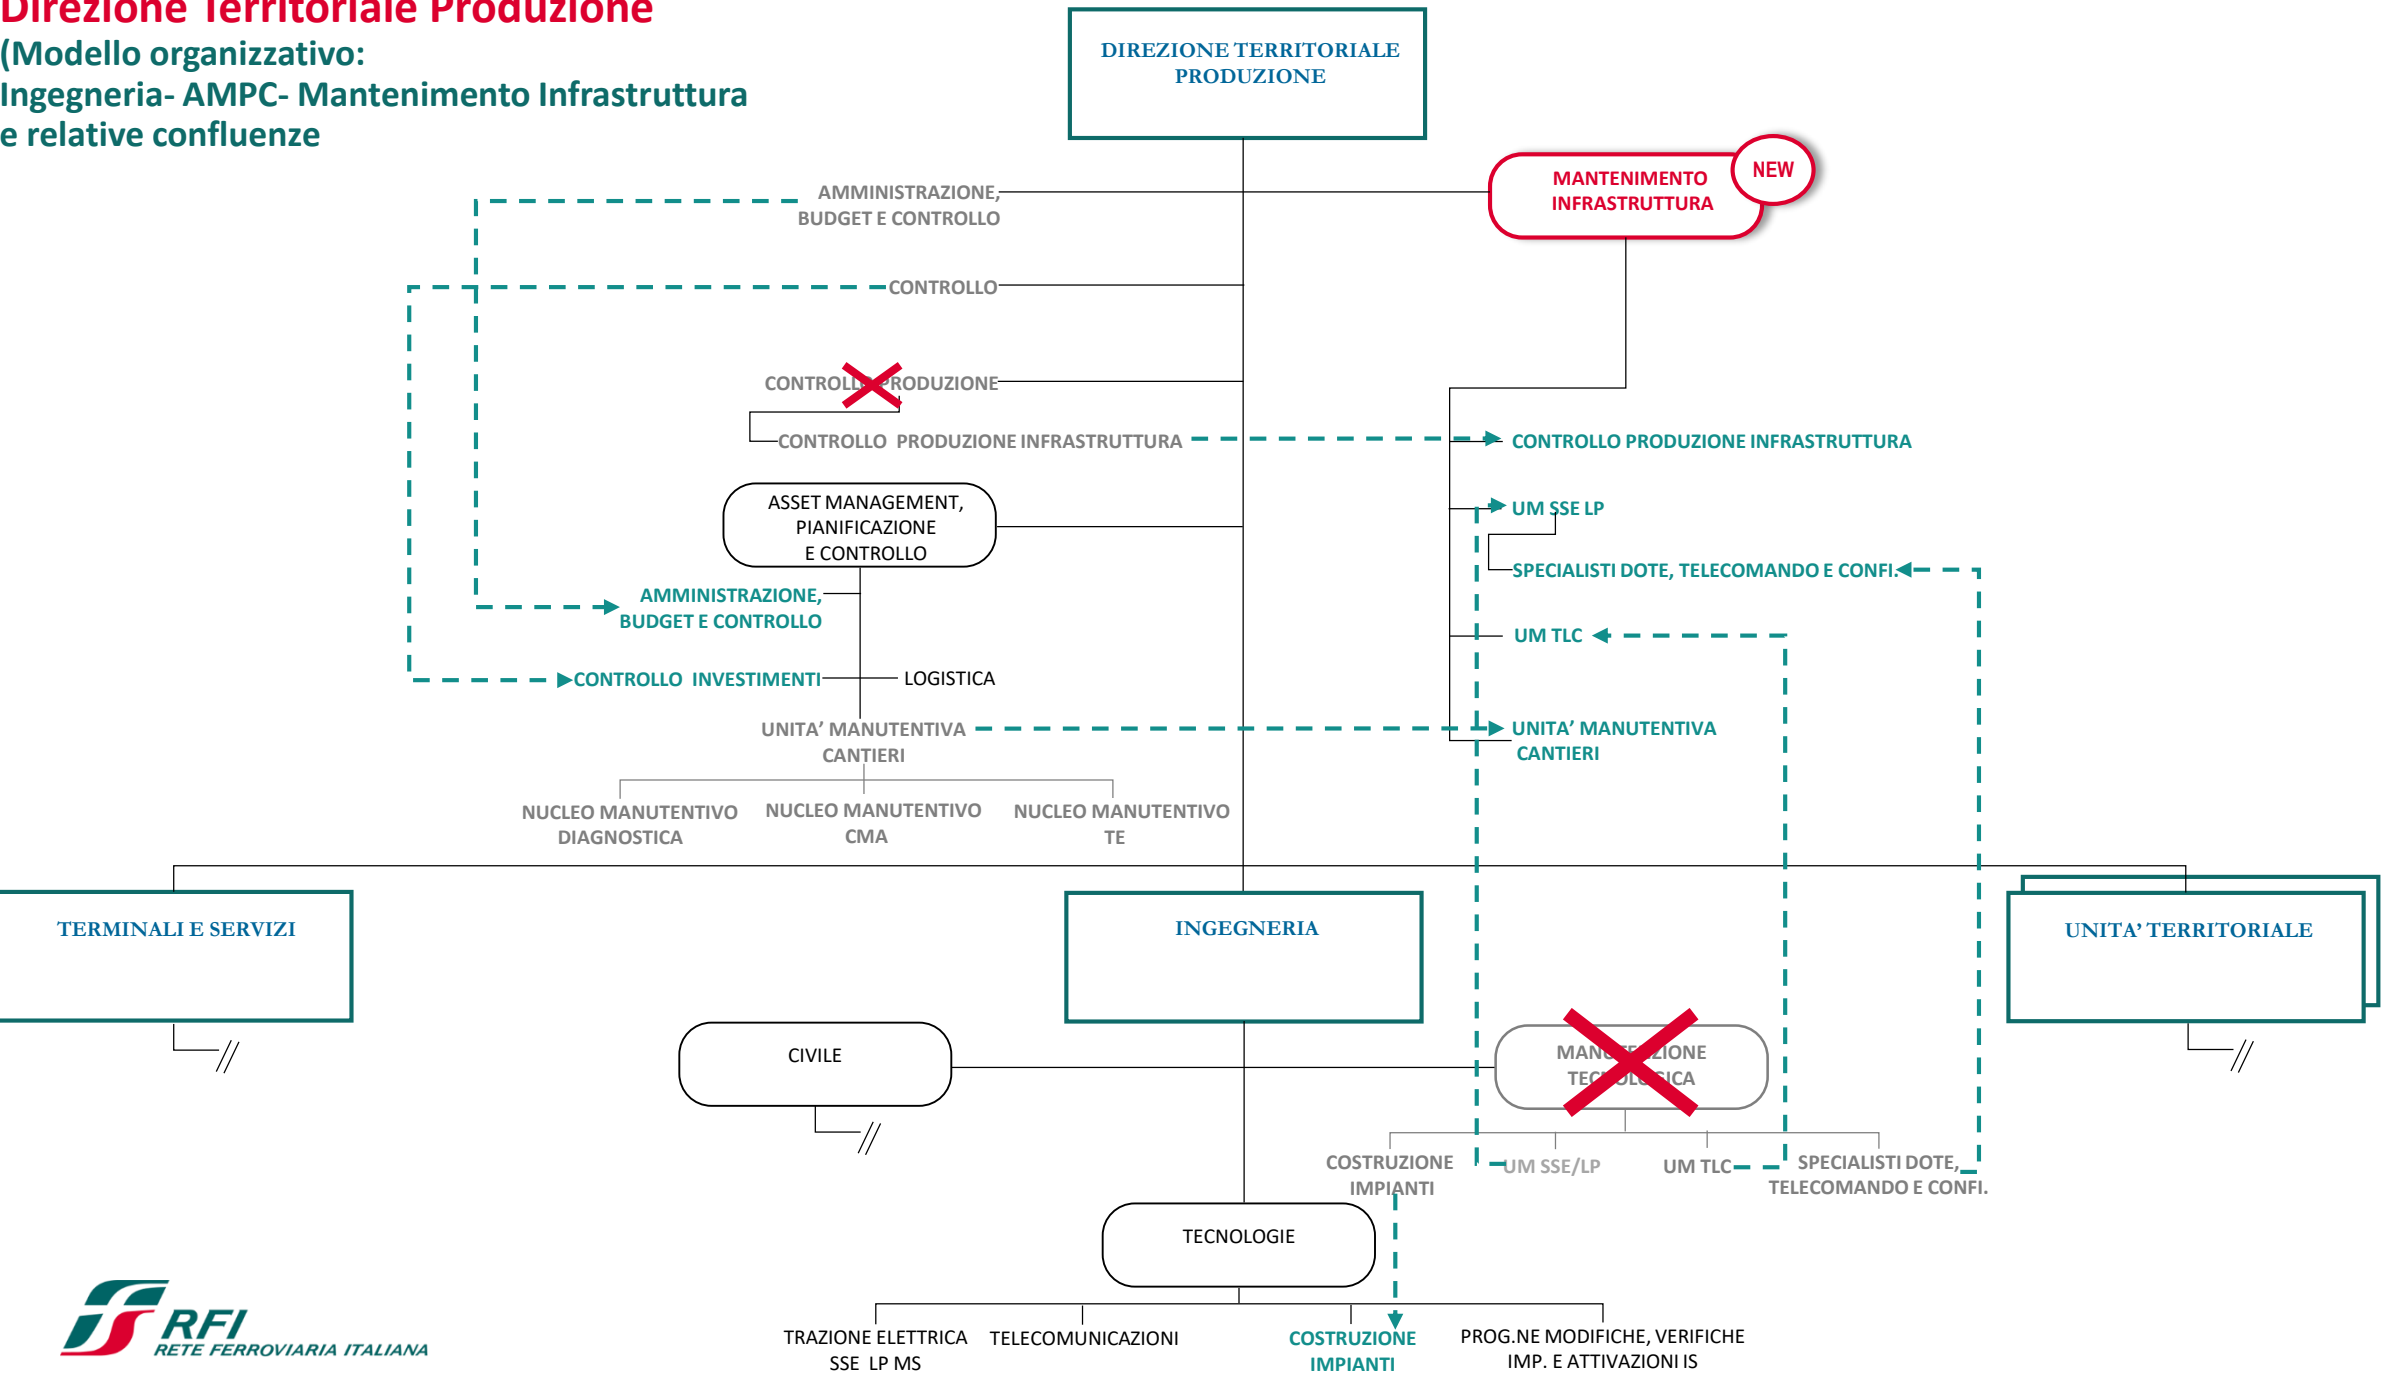 Direzione Territoriale Produzione
(Modello organizzativo:
Ingegneria- AMPC- Mantenimento Infrastruttura
e relative confluenze
DIREZIONE TERRITORIALE
PRODUZIONE
MANTENIMENTO
INFRASTRUTTURA
NEW
AMMINISTRAZIONE,
BUDGET E CONTROLLO
CONTROLLO
CONTROLLO PRODUZIONE
CONTROLLO PRODUZIONE INFRASTRUTTURA
CONTROLLO PRODUZIONE INFRASTRUTTURA
ASSET MANAGEMENT,
PIANIFICAZIONE
E CONTROLLO
UM SSE LP
SPECIALISTI DOTE, TELECOMANDO E CONFI.
AMMINISTRAZIONE,
BUDGET E CONTROLLO
UM TLC
CONTROLLO INVESTIMENTI
LOGISTICA
UNITA’ MANUTENTIVA
CANTIERI
UNITA’ MANUTENTIVA
CANTIERI
NUCLEO MANUTENTIVO
DIAGNOSTICA
NUCLEO MANUTENTIVO
CMA
NUCLEO MANUTENTIVO
TE
TERMINALI E SERVIZI
INGEGNERIA
UNITA’ TERRITORIALE
CIVILE
MANUTENZIONE
TECNOLOGICA
COSTRUZIONE
IMPIANTI
UM SSE/LP
UM TLC
SPECIALISTI DOTE,
TELECOMANDO E CONFI.
TECNOLOGIE
TRAZIONE ELETTRICA
SSE LP MS
TELECOMUNICAZIONI
COSTRUZIONE
IMPIANTI
PROG.NE MODIFICHE, VERIFICHE
IMP. E ATTIVAZIONI IS
RFI
RETE FERROVIARIA ITALIANA